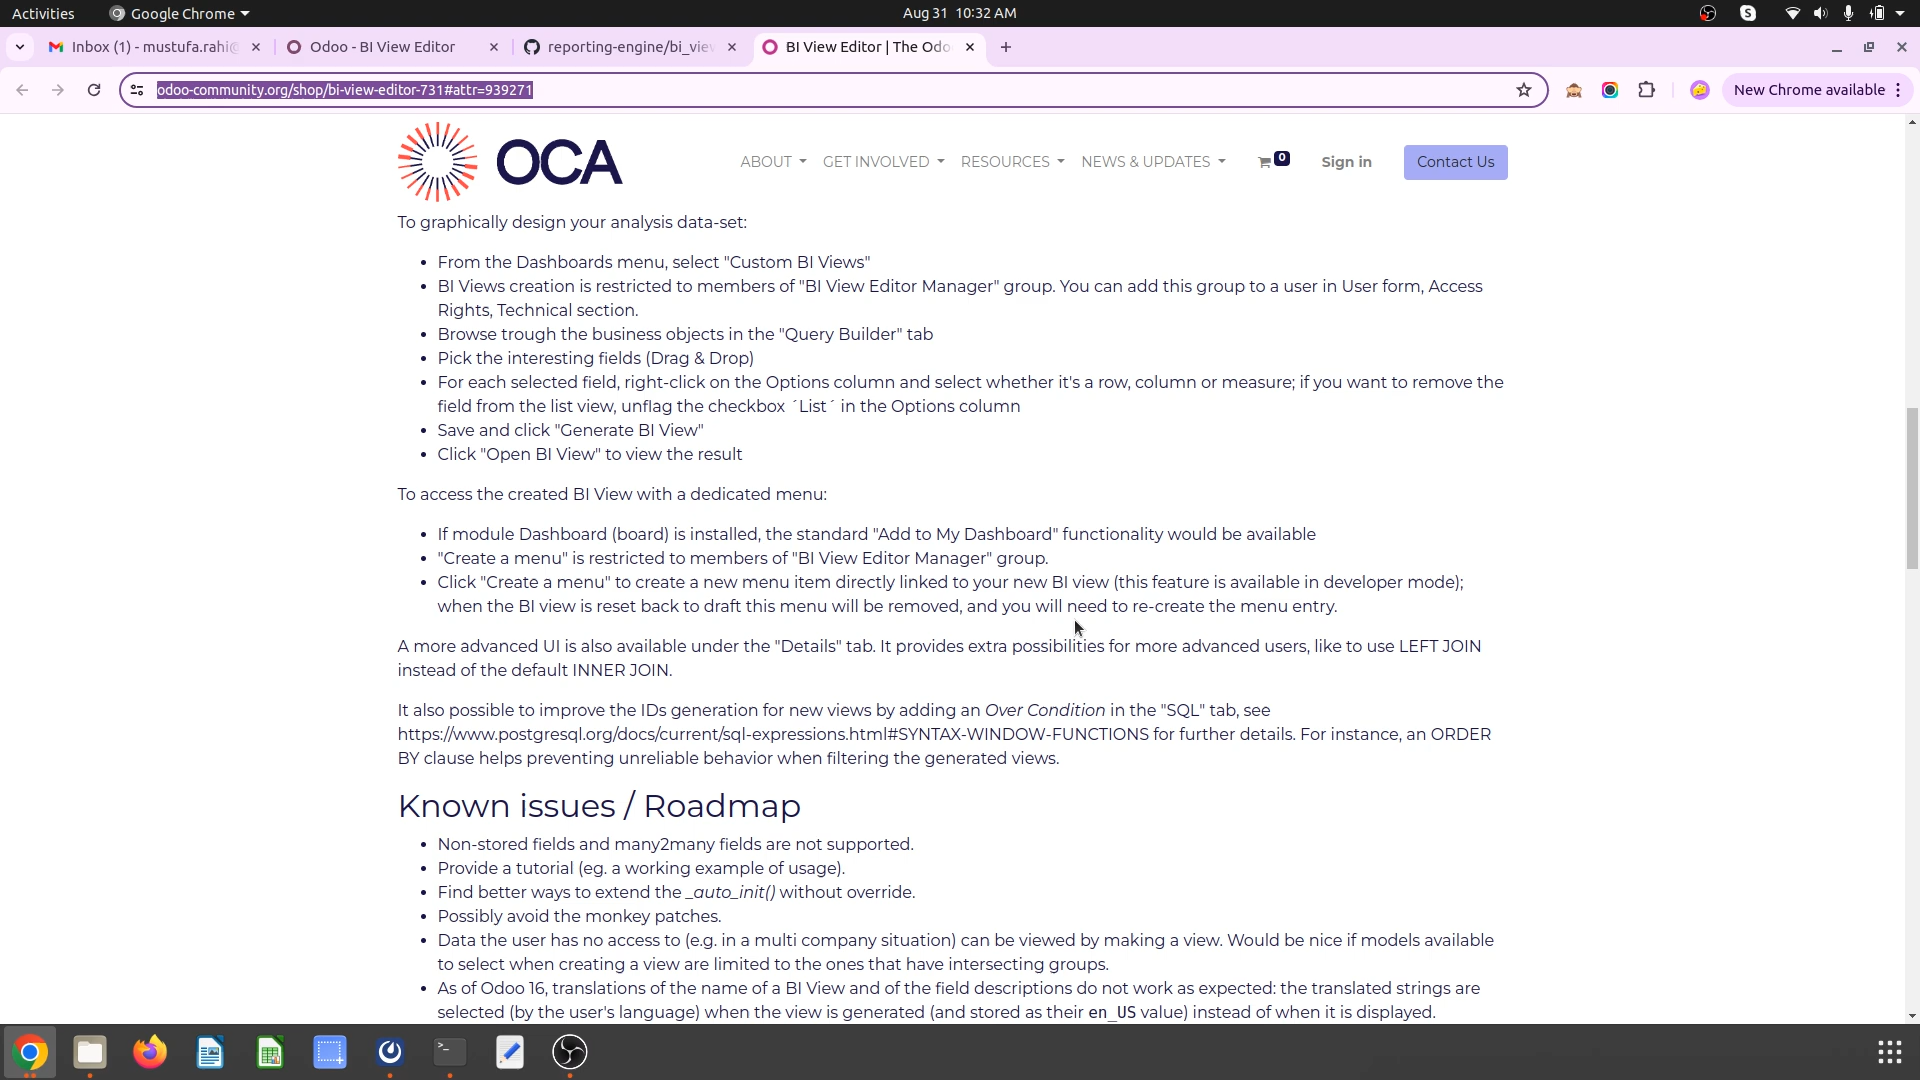 Activities
Google Chrome
Aug 31 10:32 AM
Inbox (1) - mustufa.rahi@
Odoo - BI View Editor
reporting-engine/bi_view
BI View Editor | The Odo
odoo-community.org/shop/bi-view-editor-731#attr=939271
New Chrome available
OCA
ABOUT
GET INVOLVED
RESOURCES
NEWS & UPDATES
0
Sign in
Contact Us
To graphically design your analysis data-set:
From the Dashboards menu, select "Custom BI Views"
BI Views creation is restricted to members of "BI View Editor Manager" group. You can add this group to a user in User form, Access
Rights, Technical section.
Browse trough the business objects in the "Query Builder" tab
Pick the interesting fields (Drag & Drop)
For each selected field, right-click on the Options column and select whether it's a row, column or measure; if you want to remove the
field from the list view, unflag the checkbox ´List´ in the Options column
Save and click "Generate BI View"
Click "Open BI View" to view the result
To access the created BI View with a dedicated menu:
If module Dashboard (board) is installed, the standard "Add to My Dashboard" functionality would be available
"Create a menu" is restricted to members of "BI View Editor Manager" group.
Click "Create a menu" to create a new menu item directly linked to your new BI view (this feature is available in developer mode);
when the BI view is reset back to draft this menu will be removed, and you will need to re-create the menu entry.
A more advanced UI is also available under the "Details" tab. It provides extra possibilities for more advanced users, like to use LEFT JOIN
instead of the default INNER JOIN.
It also possible to improve the IDs generation for new views by adding an Over Condition in the "SQL" tab, see
https://www.postgresql.org/docs/current/sql-expressions.html#SYNTAX-WINDOW-FUNCTIONS for further details. For instance, an ORDER
BY clause helps preventing unreliable behavior when filtering the generated views.
Known issues / Roadmap
Non-stored fields and many2many fields are not supported.
Provide a tutorial (eg. a working example of usage).
Find better ways to extend the _auto_init() without override.
Possibly avoid the monkey patches.
Data the user has no access to (e.g. in a multi company situation) can be viewed by making a view. Would be nice if models available
to select when creating a view are limited to the ones that have intersecting groups.
As of Odoo 16, translations of the name of a BI View and of the field descriptions do not work as expected: the translated strings are
selected (by the user's language) when the view is generated (and stored as their en_US value) instead of when it is displayed.